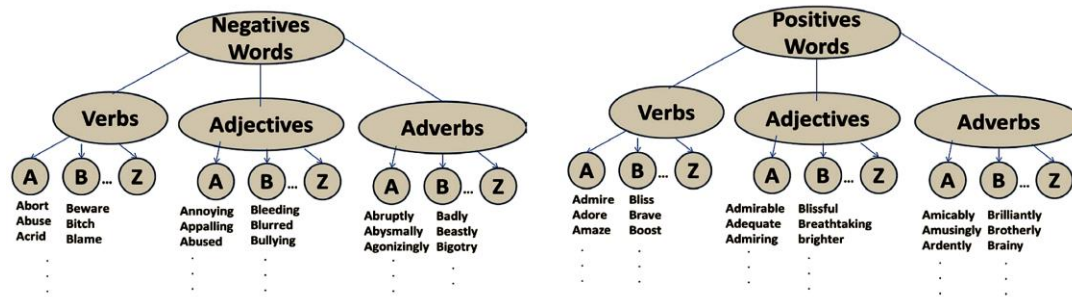 Negatives
Words
Verbs
Adjectives
Adverbs
A
B
...
Z
A
B
...
Z
A
B
...
Z
Abort
Abuse
Acrid
Beware
Bitch
Blame
Annoying
Appalling
Abused
Bleeding
Blurred
Bullying
Abruptly
Abysmally
Agonizingly
Badly
Beastly
Bigotry
Positives
Words
Verbs
Adjectives
Adverbs
A
B
...
Z
A
B
...
Z
A
B
...
Z
Admire
Adore
Amaze
Bliss
Brave
Boost
Admirable
Adequate
Admiring
Blissful
Breathtaking
brighter
Amicably
Amusingly
Ardently
Brilliantly
Brotherly
Brainy